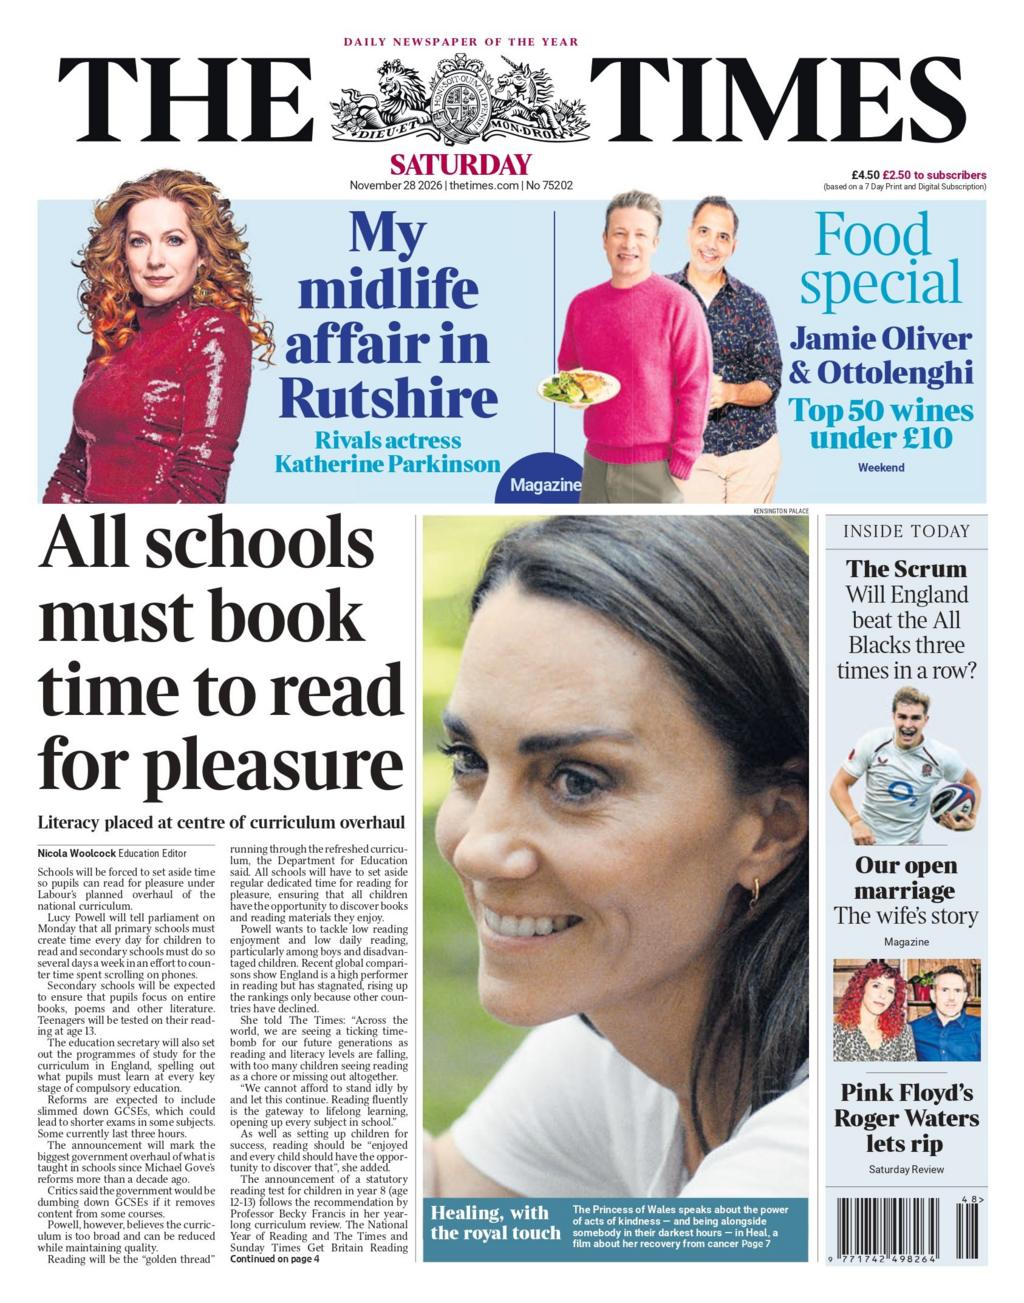 DAILY NEWSPAPER OF THE YEAR
THE TIMES
DIEU·ET MON·DROIT
SATURDAY
November 28 2026 | thetimes.com | No 75202
£4.50 £2.50 to subscribers
(based on a 7 Day Print and Digital Subscription)
My
midlife
affair in
Rutshire
Rivals actress
Katherine Parkinson
Magazine
Food
special
Jamie Oliver
& Ottolenghi
Top 50 wines
under £10
Weekend
All schools
must book
time to read
for pleasure
Literacy placed at centre of curriculum overhaul
Nicola Woolcock Education Editor
Schools will be forced to set aside time
so pupils can read for pleasure under
Labour's planned overhaul of the
national curriculum.
Lucy Powell will tell parliament on
Monday that all primary schools must
create time every day for children to
read and secondary schools must do so
several days a week in an effort to coun-
ter time spent scrolling on phones.
Secondary schools will be expected
to ensure that pupils focus on entire
books, poems and other literature.
Teenagers will be tested on their read-
ing at age 13.
The education secretary will also set
out the programmes of study for the
curriculum in England, spelling out
what pupils must learn at every key
stage of compulsory education.
Reforms are expected to include
slimmed down GCSEs, which could
lead to shorter exams in some subjects.
Some currently last three hours.
The announcement will mark the
biggest government overhaul of what is
taught in schools since Michael Gove's
reforms more than a decade ago.
Critics said the government would be
dumbing down GCSEs if it removes
content from some courses.
Powell, however, believes the curric-
ulum is too broad and can be reduced
while maintaining quality.
Reading will be the "golden thread"
running through the refreshed curricu-
lum, the Department for Education
said. All schools will have to set aside
regular dedicated time for reading for
pleasure, ensuring that all children
have the opportunity to discover books
and reading materials they enjoy.
Powell wants to tackle low reading
enjoyment and low daily reading,
particularly among boys and disadvan-
taged children. Recent global compari-
sons show England is a high performer
in reading but has stagnated, rising up
the rankings only because other coun-
tries have declined.
She told The Times: "Across the
world, we are seeing a ticking time-
bomb for our future generations as
reading and literacy levels are falling,
with too many children seeing reading
as a chore or missing out altogether.
"We cannot afford to stand idly by
and let this continue. Reading fluently
is the gateway to lifelong learning,
opening up every subject in school."
As well as setting up children for
success, reading should be "enjoyed
and every child should have the oppor-
tunity to discover that", she added.
The announcement of a statutory
reading test for children in year 8 (age
12-13) follows the recommendation by
Professor Becky Francis in her year-
long curriculum review. The National
Year of Reading and The Times and
Sunday Times Get Britain Reading
Continued on page 4
KENSINGTON PALACE
Healing, with
the royal touch
The Princess of Wales speaks about the power
of acts of kindness — and being alongside
somebody in their darkest hours — in Heal, a
film about her recovery from cancer Page 7
INSIDE TODAY
The Scrum
Will England
beat the All
Blacks three
times in a row?
O2
Our open
marriage
The wife's story
Magazine
Pink Floyd's
Roger Waters
lets rip
Saturday Review
48>
9 771742 498264